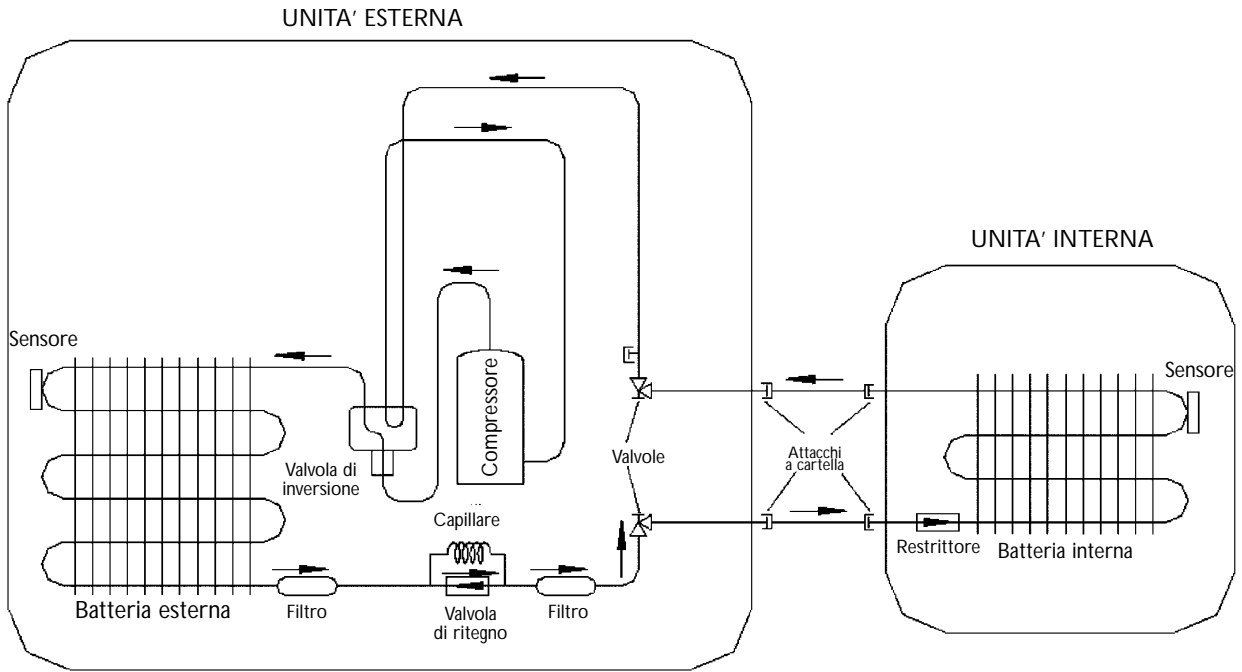 UNITA' ESTERNA
UNITA' INTERNA
Sensore
Sensore
Compressore
Valvola di
inversione
Valvole
Attacchi
a cartella
Capillare
Restrittore
Batteria interna
Batteria esterna
Filtro
Valvola
di ritegno
Filtro